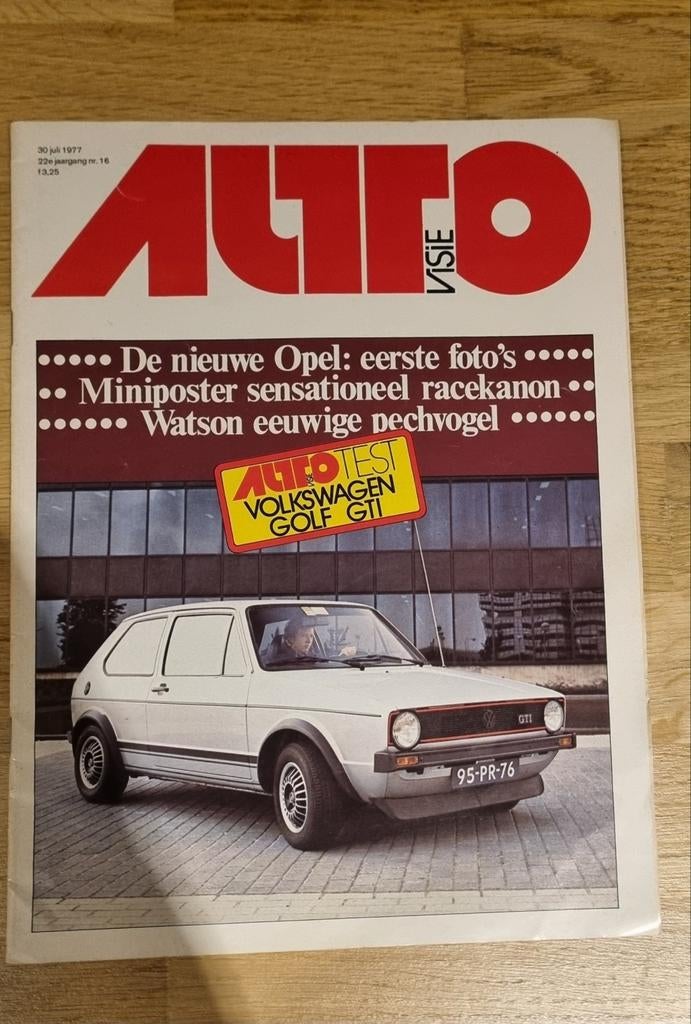 30 juli 1977
22e jaargang nr. 16
f3,25
AUTO
VISIE
De nieuwe Opel: eerste foto's
Miniposter sensationeel racekanon
Watson eeuwige pechvogel
AUTO VISIE TEST
VOLKSWAGEN
GOLF GTI
GTI
95-PR-76